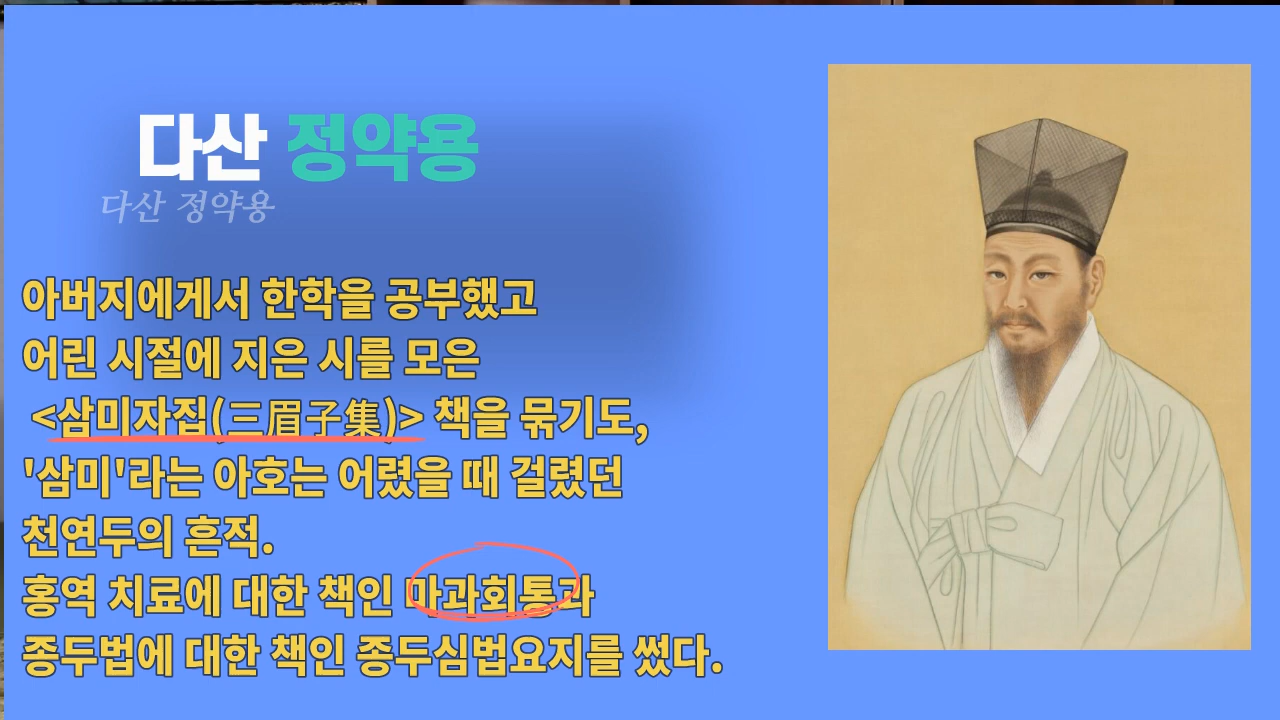 다산 정약용
다산 정약용
아버지에게서 한학을 공부했고
어린 시절에 지은 시를 모은
<삼미자집(三眉子集)> 책을 묶기도,
'삼미'라는 아호는 어렸을 때 걸렸던
천연두의 흔적.
홍역 치료에 대한 책인 마과회통과
종두법에 대한 책인 종두심법요지를 썼다.